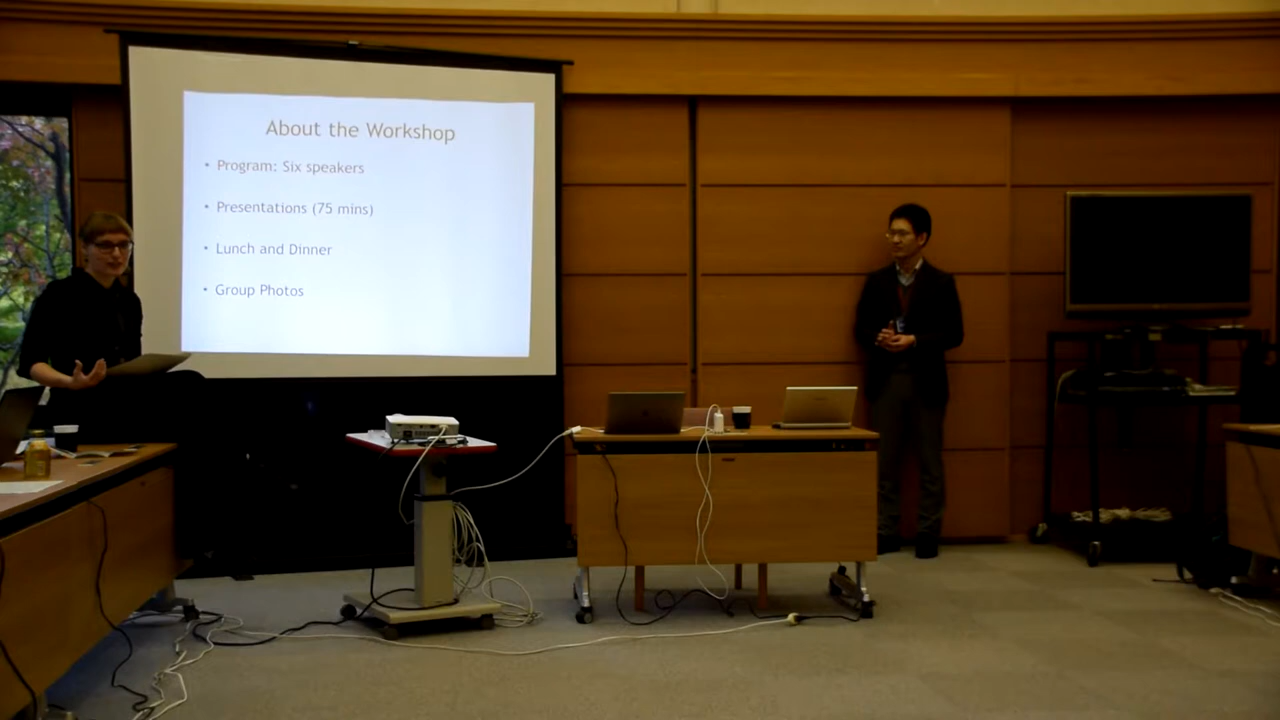 About the Workshop
• Program: Six speakers
• Presentations (75 mins)
• Lunch and Dinner
• Group Photos